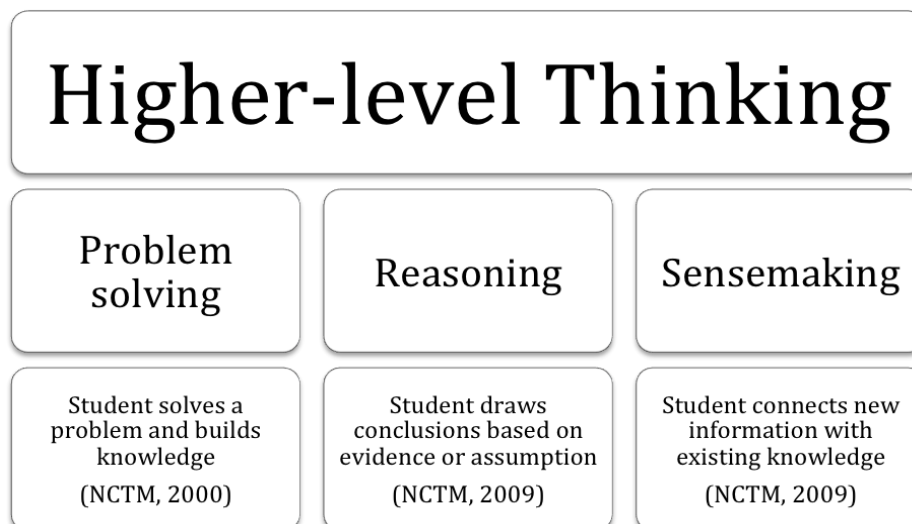 Higher-level Thinking
Problem
solving
Reasoning
Sensemaking
Student solves a
problem and builds
knowledge
(NCTM, 2000)
Student draws
conclusions based on
evidence or assumption
(NCTM, 2009)
Student connects new
information with
existing knowledge
(NCTM, 2009)